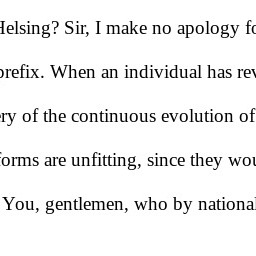 Helsing? Sir, I make no apology fo
prefix. When an individual has rev
ery of the continuous evolution of
forms are unfitting, since they wou
You, gentlemen, who by national